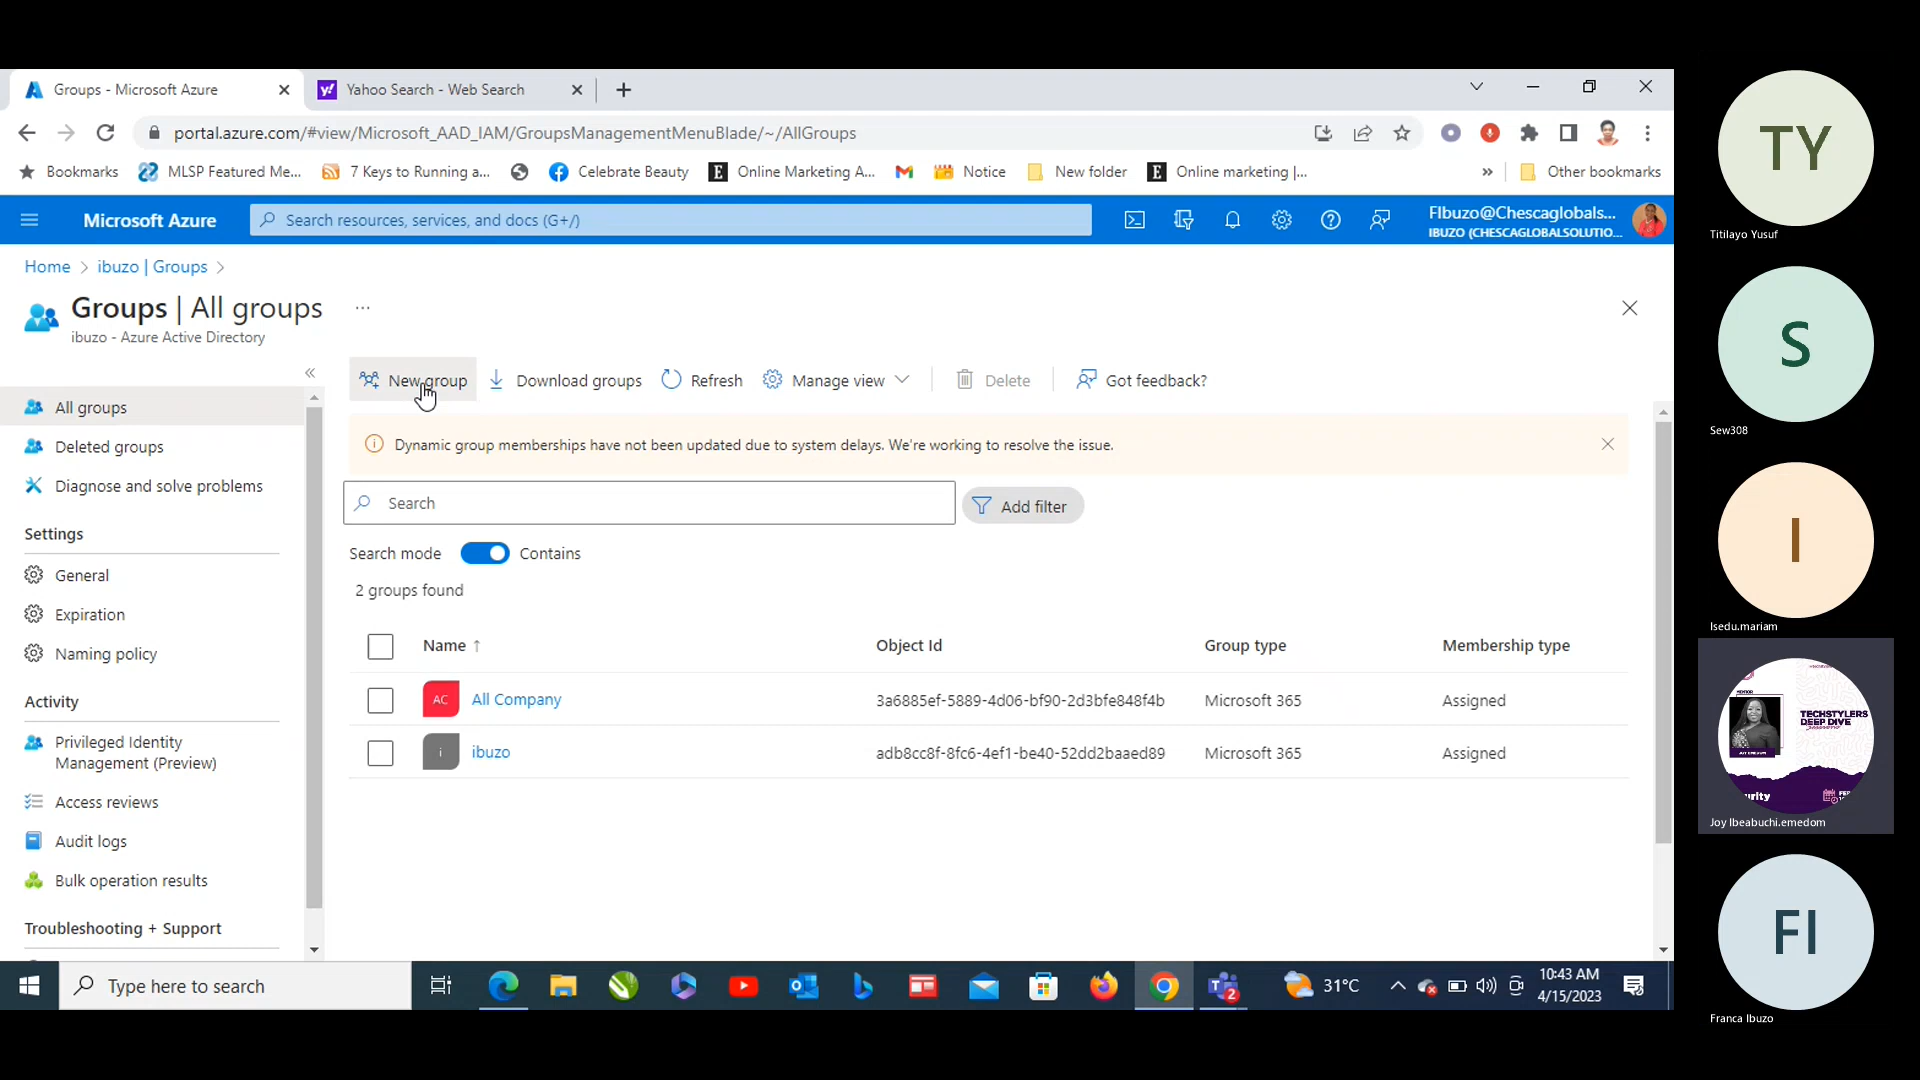 Groups - Microsoft Azure
Yahoo Search - Web Search
portal.azure.com/#view/Microsoft_AAD_IAM/GroupsManagementMenuBlade/~/AllGroups
Bookmarks
MLSP Featured Me...
7 Keys to Running a...
Celebrate Beauty
Online Marketing A...
Notice
New folder
Online marketing |...
»
Other bookmarks
Microsoft Azure
Search resources, services, and docs (G+/)
FIbuzo@Chescaglobals...
IBUZO (CHESCAGLOBALSOLUTIO...
Home > ibuzo | Groups >
Groups | All groups
...
ibuzo - Azure Active Directory
«
New group
Download groups
Refresh
Manage view
Delete
Got feedback?
All groups
Deleted groups
Diagnose and solve problems
Settings
General
Expiration
Naming policy
Activity
Privileged Identity
Management (Preview)
Access reviews
Audit logs
Bulk operation results
Troubleshooting + Support
Dynamic group memberships have not been updated due to system delays. We're working to resolve the issue.
Search
Add filter
Search mode
Contains
2 groups found
Name ↑
Object Id
Group type
Membership type
AC
All Company
3a6885ef-5889-4d06-bf90-2d3bfe848f4b
Microsoft 365
Assigned
i
ibuzo
adb8cc8f-8fc6-4ef1-be40-52dd2baaed89
Microsoft 365
Assigned
Type here to search
2
31°C
10:43 AM
4/15/2023
TY
Titilayo Yusuf
S
Sew308
I
Isedu.mariam
MENTOR
TECHSTYLERS
DEEP DIVE
urity
Joy Ibeabuchi.emedom
FI
Franca Ibuzo